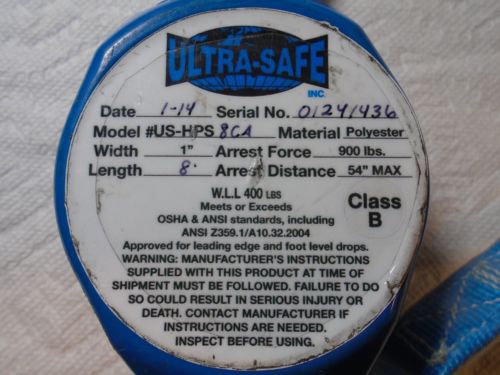 ULTRA-SAFE
INC.
Date 1-14 Serial No. 01241436
Model #US-HPS 8CA Material Polyester
Width 1" Arrest Force 900 lbs.
Length 8' Arrest Distance 54" MAX
W.L.L 400 LBS
Meets or Exceeds
OSHA & ANSI standards, including
ANSI Z359.1/A10.32.2004
Class
B
Approved for leading edge and foot level drops.
WARNING: MANUFACTURER'S INSTRUCTIONS
SUPPLIED WITH THIS PRODUCT AT TIME OF
SHIPMENT MUST BE FOLLOWED. FAILURE TO DO
SO COULD RESULT IN SERIOUS INJURY OR
DEATH. CONTACT MANUFACTURER IF
INSTRUCTIONS ARE NEEDED.
INSPECT BEFORE USING.